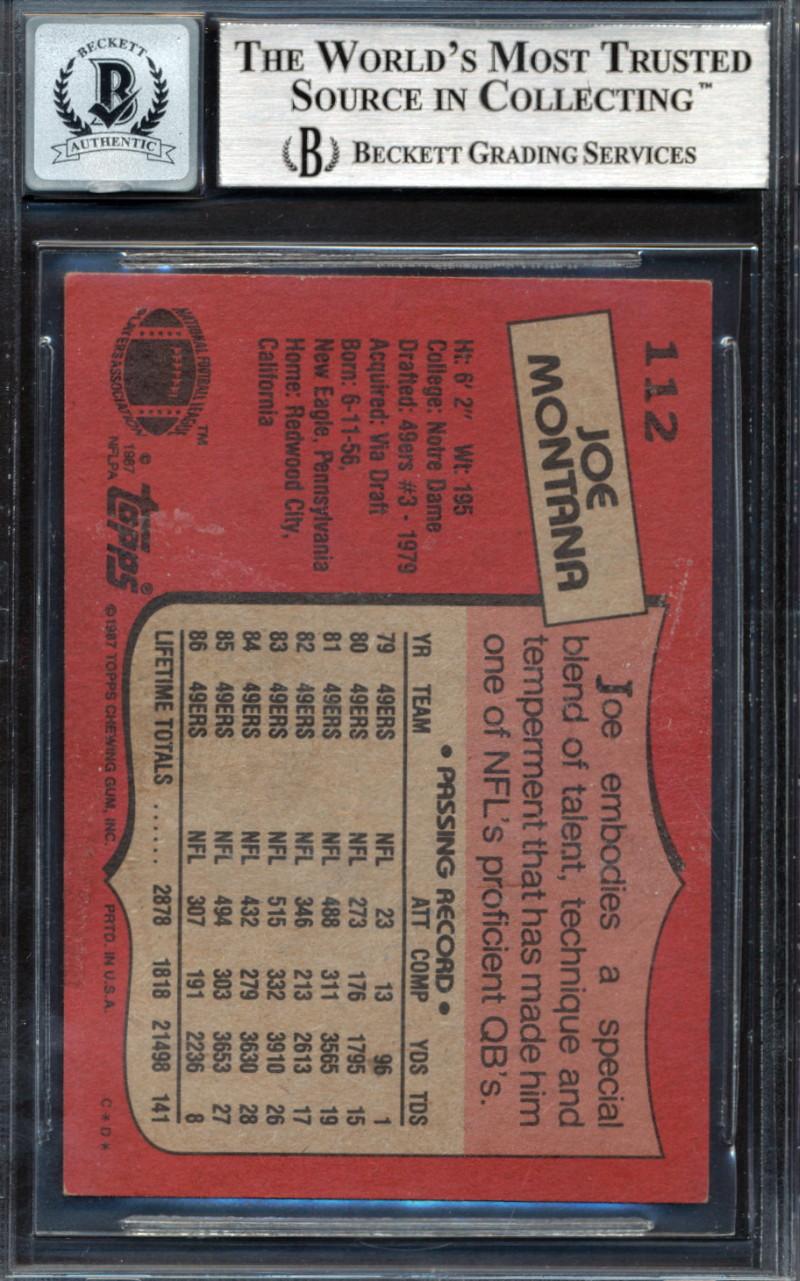 BECKETT
B
AUTHENTIC
THE WORLD'S MOST TRUSTED
SOURCE IN COLLECTING™
B BECKETT GRADING SERVICES
112
JOE
MONTANA
Ht: 6' 2" Wt: 195
College: Notre Dame
Drafted: 49ers #3 - 1979
Acquired: Via Draft
Born: 6-11-56,
New Eagle, Pennsylvania
Home: Redwood City,
California
NATIONAL FOOTBALL LEAGUE
PLAYERS ASSOCIATION
™
©
1987
NFLPA
topps®
Joe embodies a special
blend of talent, technique and
temperment that has made him
one of NFL's proficient QB's.
• PASSING RECORD •
YR TEAM ATT COMP YDS TDS
79 49ERS NFL 23 13 96 1
80 49ERS NFL 273 176 1795 15
81 49ERS NFL 488 311 3565 19
82 49ERS NFL 346 213 2613 17
83 49ERS NFL 515 332 3910 26
84 49ERS NFL 432 279 3630 28
85 49ERS NFL 494 303 3653 27
86 49ERS NFL 307 191 2236 8
LIFETIME TOTALS ...... 2878 1818 21498 141
©1987 TOPPS CHEWING GUM, INC. PRTD. IN U.S.A. C*D*